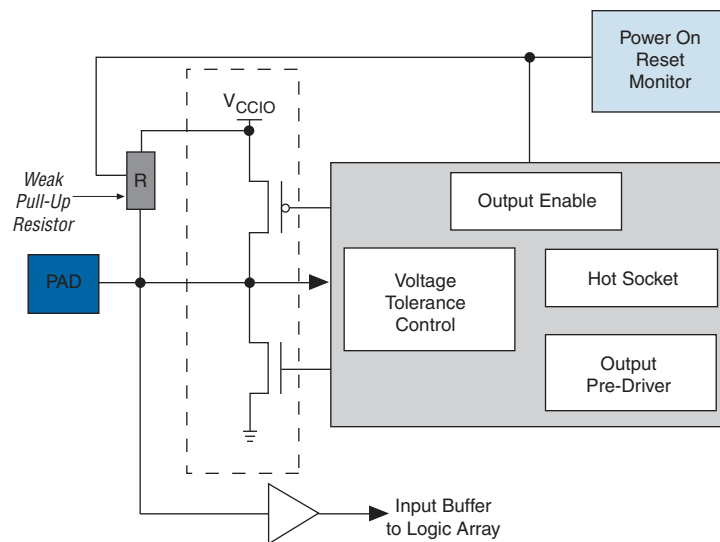 Power On
Reset
Monitor
VCCIO
R
Weak
Pull-Up
Resistor
Output Enable
PAD
Voltage
Tolerance
Control
Hot Socket
Output
Pre-Driver
Input Buffer
to Logic Array